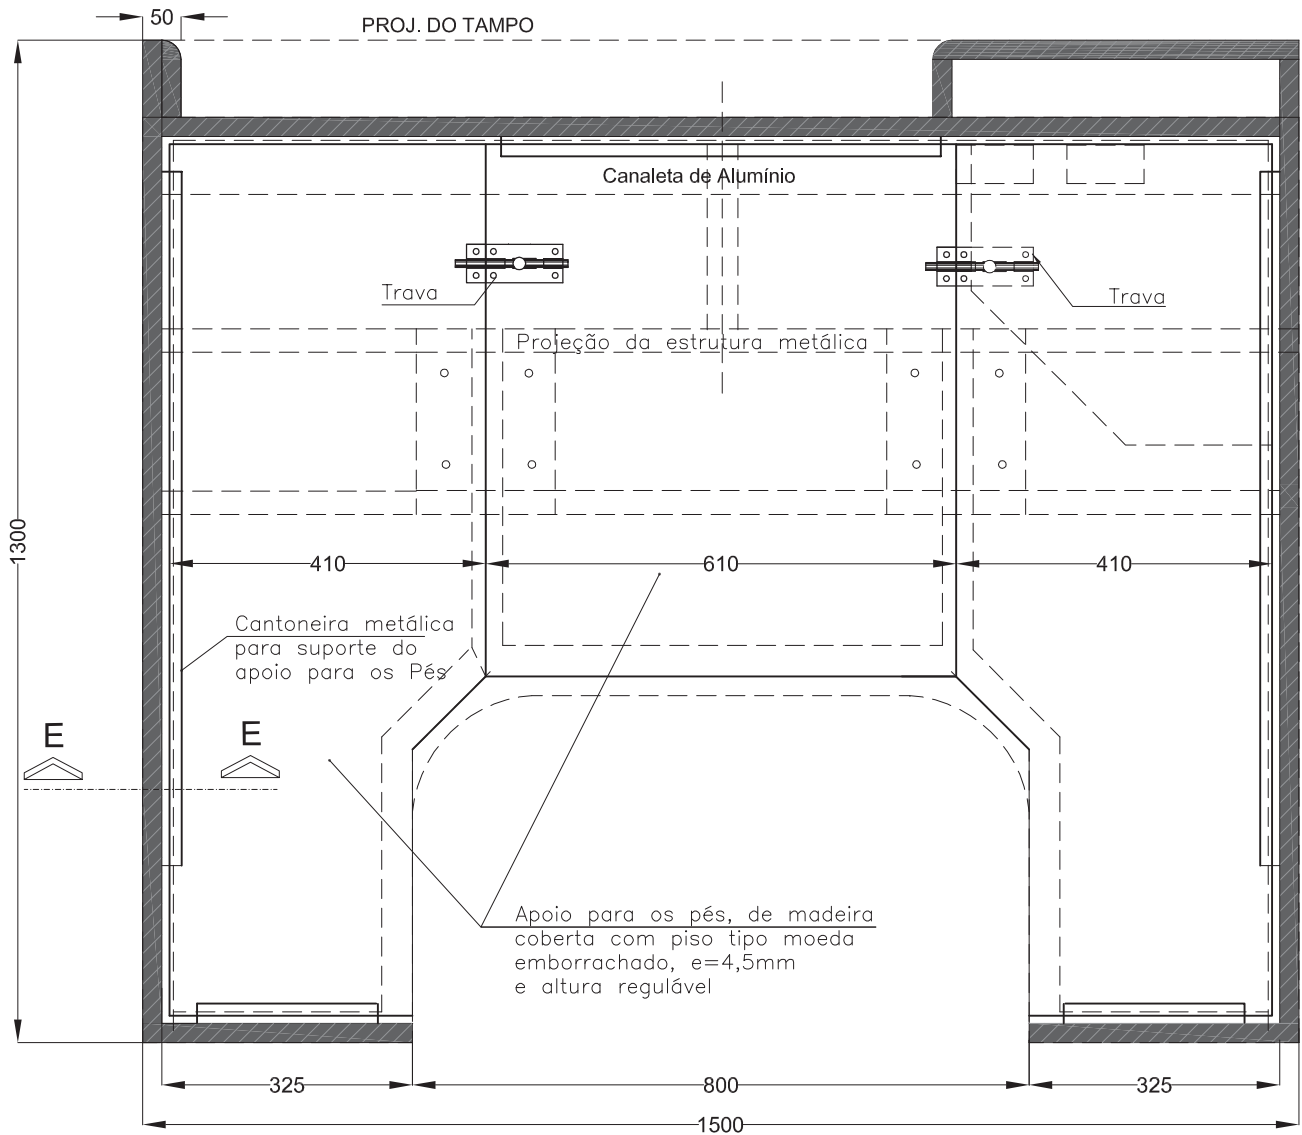 50
PROJ. DO TAMPO
Canaleta de Alumínio
Trava
Trava
Projeção da estrutura metálica
1300
410
610
410
Cantoneira metálica
para suporte do
apoio para os Pés
E
E
Apoio para os pés, de madeira
coberta com piso tipo moeda
emborrachado, e=4,5mm
e altura regulável
325
800
325
1500